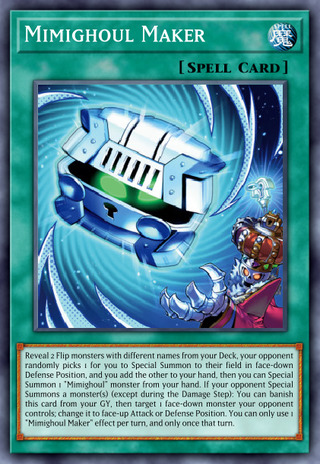 Mimighoul Maker
魔
[Spell Card]
Reveal 2 Flip monsters with different names from your Deck, your opponent
randomly picks 1 for you to Special Summon to their field in face-down
Defense Position, and you add the other to your hand, then you can Special
Summon 1 "Mimighoul" monster from your hand. If your opponent Special
Summons a monster(s) (except during the Damage Step): You can banish
this card from your GY, then target 1 face-down monster your opponent
controls; change it to face-up Attack or Defense Position. You can only use 1
"Mimighoul Maker" effect per turn, and only once that turn.